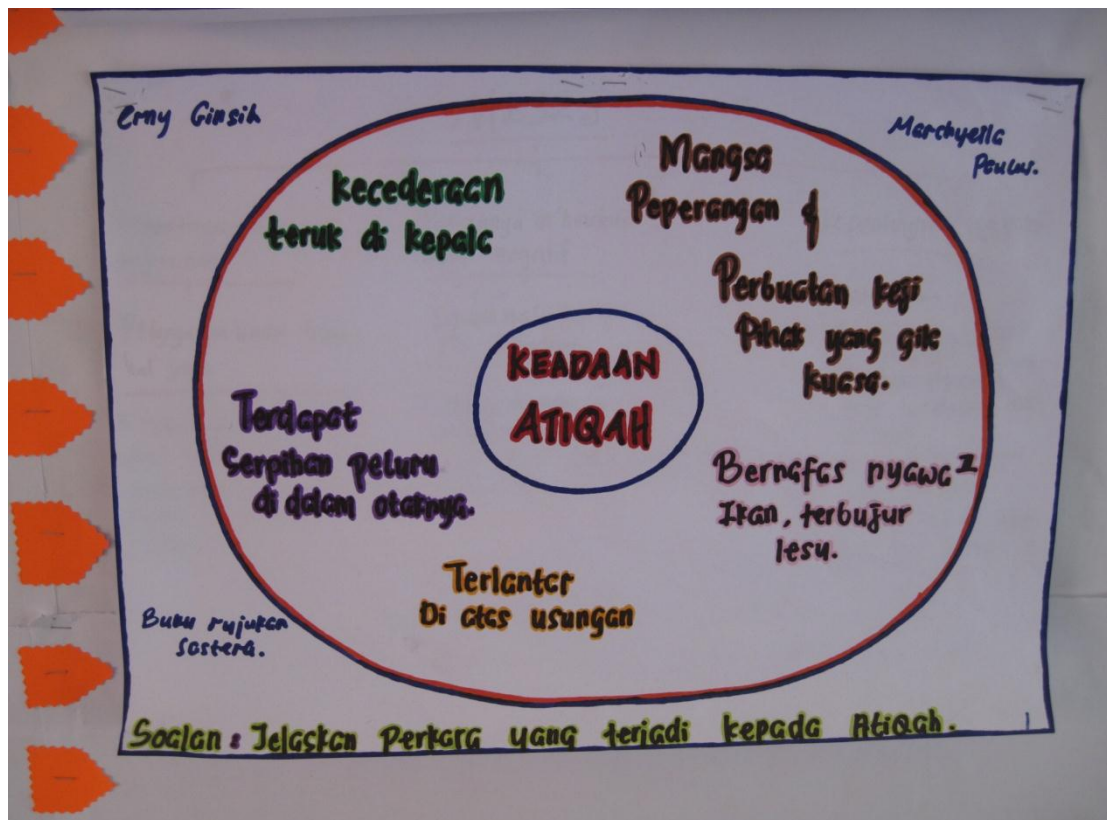 Erny Ginsih
Marchyella
Paulus.
kecederaan
teruk di kepala
Mangsa
Peperangan &
Perbuatan keji
Pihak yang gila
kuasa.
KEADAAN
ATIQAH
Terdapat
Serpihan peluru
di dalam otaknya.
Bernafas nyawa2
Ikan, terbujur
lesu.
Terlantar
Di atas usungan
Buku rujukan
sastera.
Soalan : Jelaskan Perkara yang terjadi kepada Atiqah.